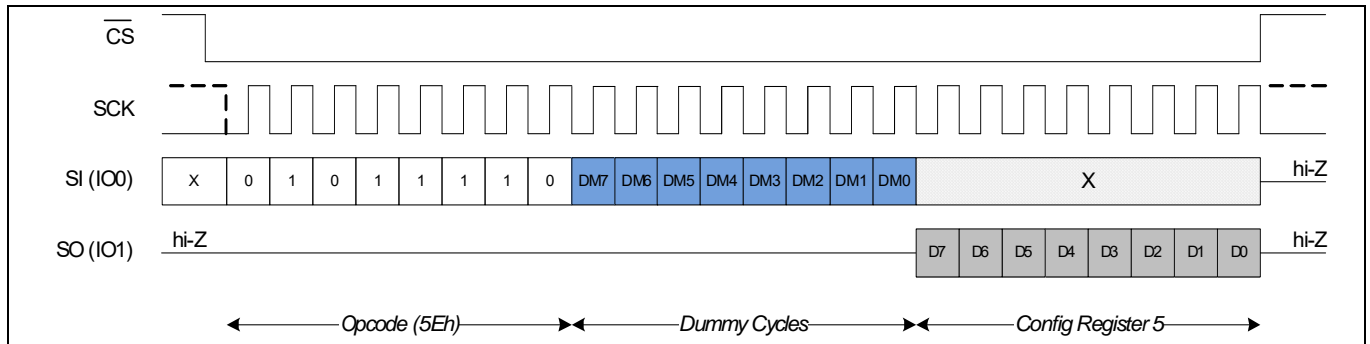 CS
SCK
SI (IO0) X 0 1 0 1 1 1 1 0 DM7 DM6 DM5 DM4 DM3 DM2 DM1 DM0 X hi-Z
SO (IO1) hi-Z D7 D6 D5 D4 D3 D2 D1 D0 hi-Z
Opcode (5Eh) Dummy Cycles Config Register 5